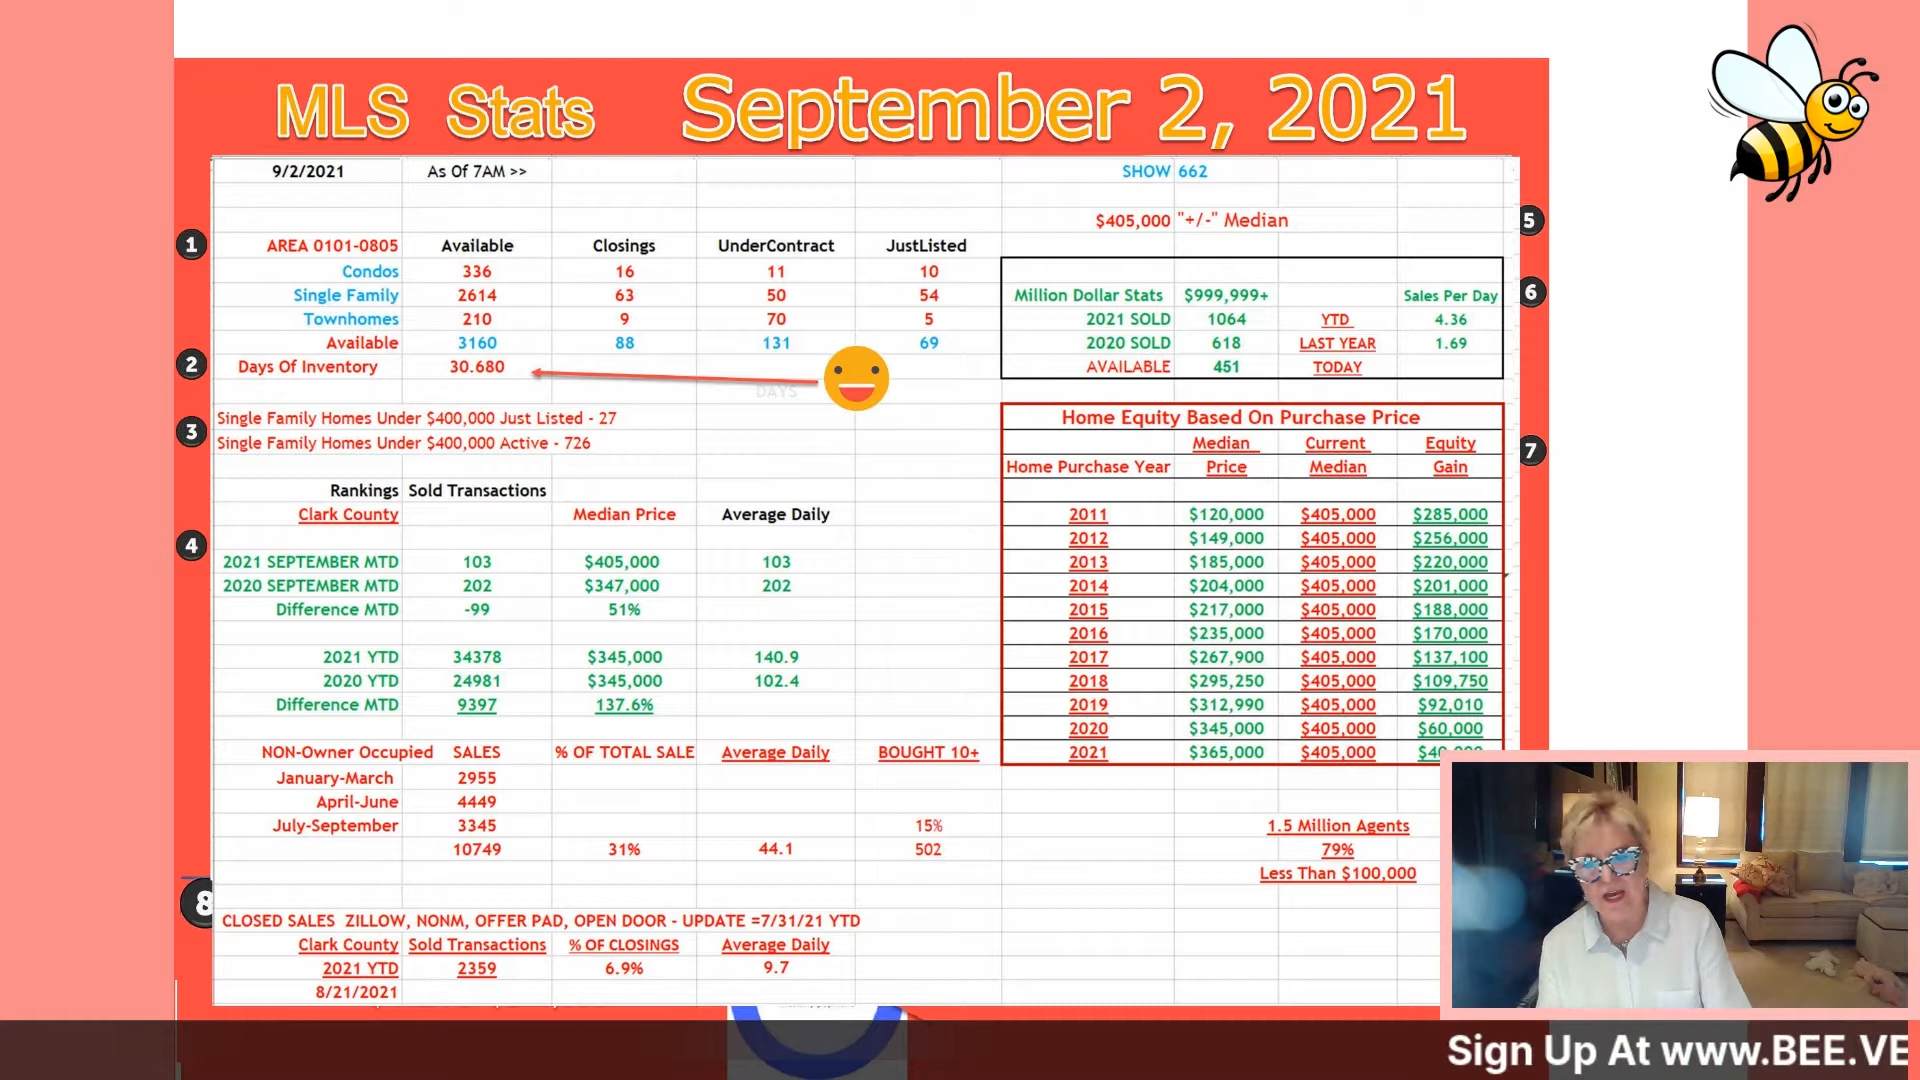 MLS Stats September 2, 2021
9/2/2021 As Of 7AM >> SHOW 662
$405,000 "+/-" Median 5
1 AREA 0101-0805 Available Closings UnderContract JustListed
Condos 336 16 11 10
Single Family 2614 63 50 54 Million Dollar Stats $999,999+ Sales Per Day 6
Townhomes 210 9 70 5 2021 SOLD 1064 YTD 4.36
Available 3160 88 131 69 2020 SOLD 618 LAST YEAR 1.69
2 Days Of Inventory 30.680 AVAILABLE 451 TODAY
DAYS
Single Family Homes Under $400,000 Just Listed - 27 Home Equity Based On Purchase Price
3 Single Family Homes Under $400,000 Active - 726 Median Current Equity 7
Home Purchase Year Price Median Gain
Rankings Sold Transactions
Clark County Median Price Average Daily 2011 $120,000 $405,000 $285,000
4 2012 $149,000 $405,000 $256,000
2021 SEPTEMBER MTD 103 $405,000 103 2013 $185,000 $405,000 $220,000
2020 SEPTEMBER MTD 202 $347,000 202 2014 $204,000 $405,000 $201,000
Difference MTD -99 51% 2015 $217,000 $405,000 $188,000
2016 $235,000 $405,000 $170,000
2021 YTD 34378 $345,000 140.9 2017 $267,900 $405,000 $137,100
2020 YTD 24981 $345,000 102.4 2018 $295,250 $405,000 $109,750
Difference MTD 9397 137.6% 2019 $312,990 $405,000 $92,010
2020 $345,000 $405,000 $60,000
NON-Owner Occupied SALES % OF TOTAL SALE Average Daily BOUGHT 10+ 2021 $365,000 $405,000
January-March 2955
April-June 4449
July-September 3345 15% 1.5 Million Agents
10749 31% 44.1 502 79%
Less Than $100,000
8
CLOSED SALES ZILLOW, NONM, OFFER PAD, OPEN DOOR - UPDATE =7/31/21 YTD
Clark County Sold Transactions % OF CLOSINGS Average Daily
2021 YTD 2359 6.9% 9.7
8/21/2021
Sign Up At www.BEE.VE